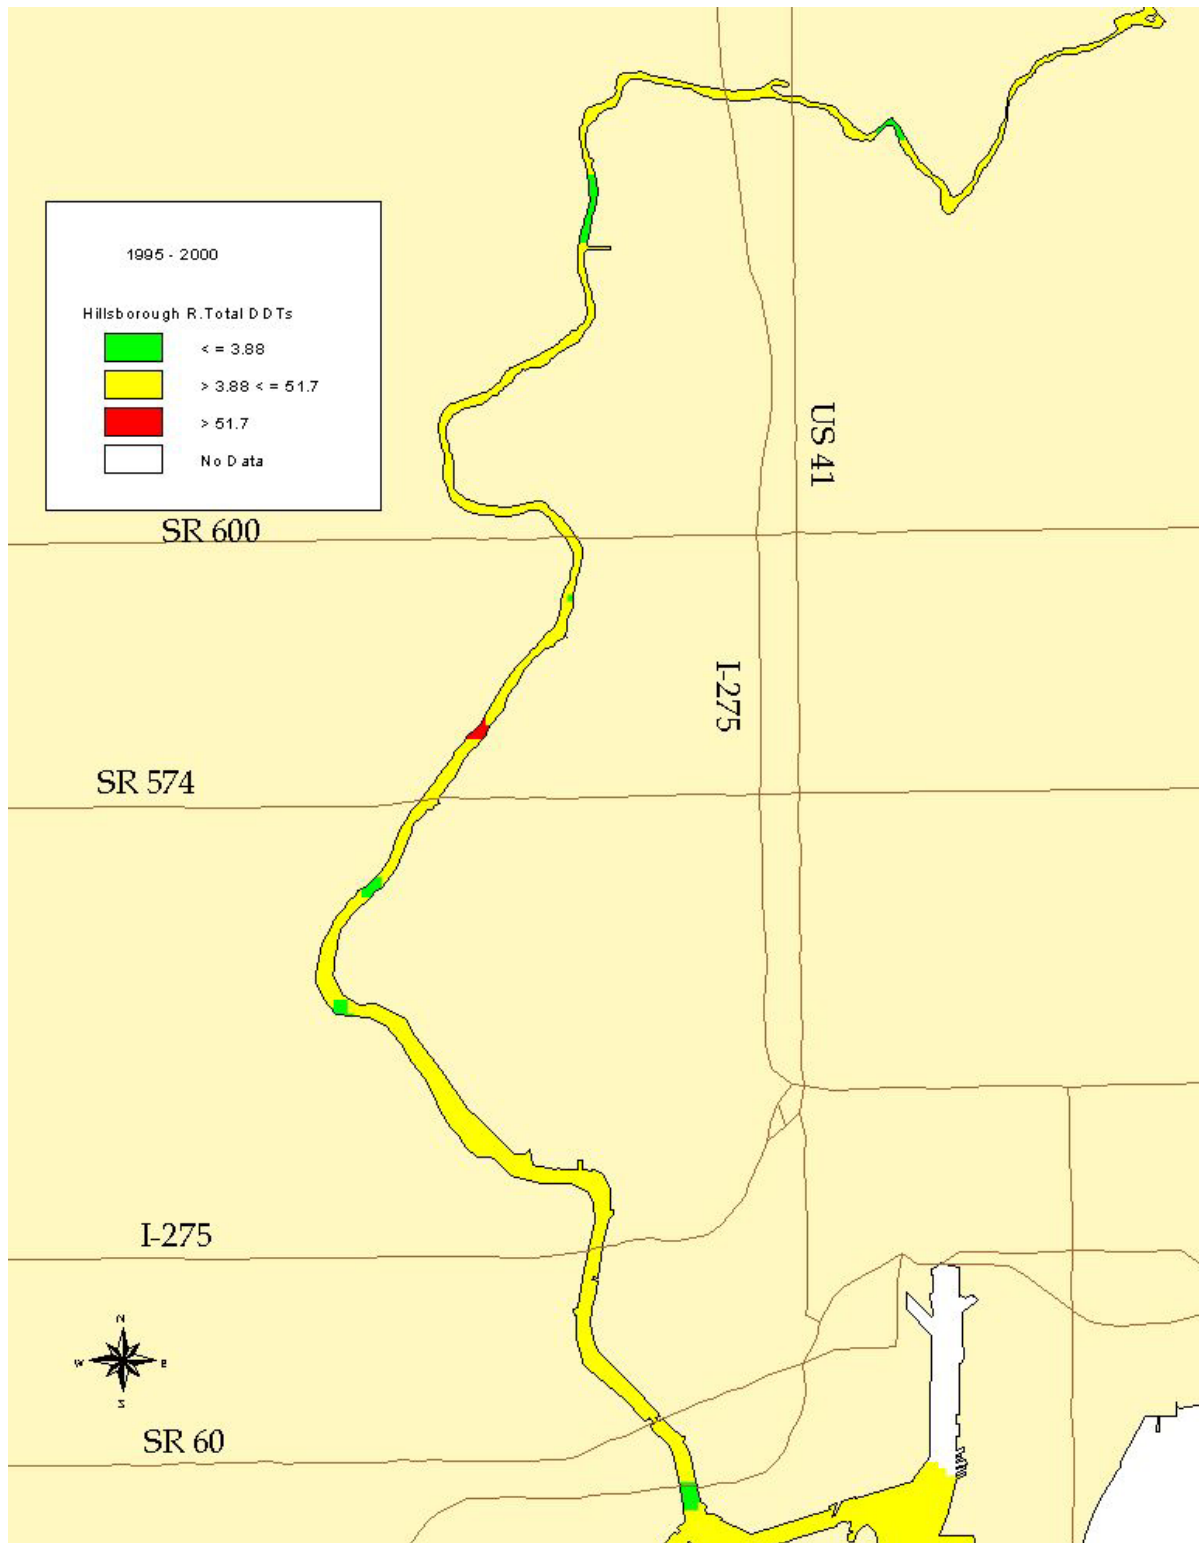 1995 - 2000
Hillsborough R. Total DDTs
< = 3.88
> 3.88 < = 51.7
> 51.7
No Data
US 41
SR 600
I-275
SR 574
I-275
N
W E
S
SR 60